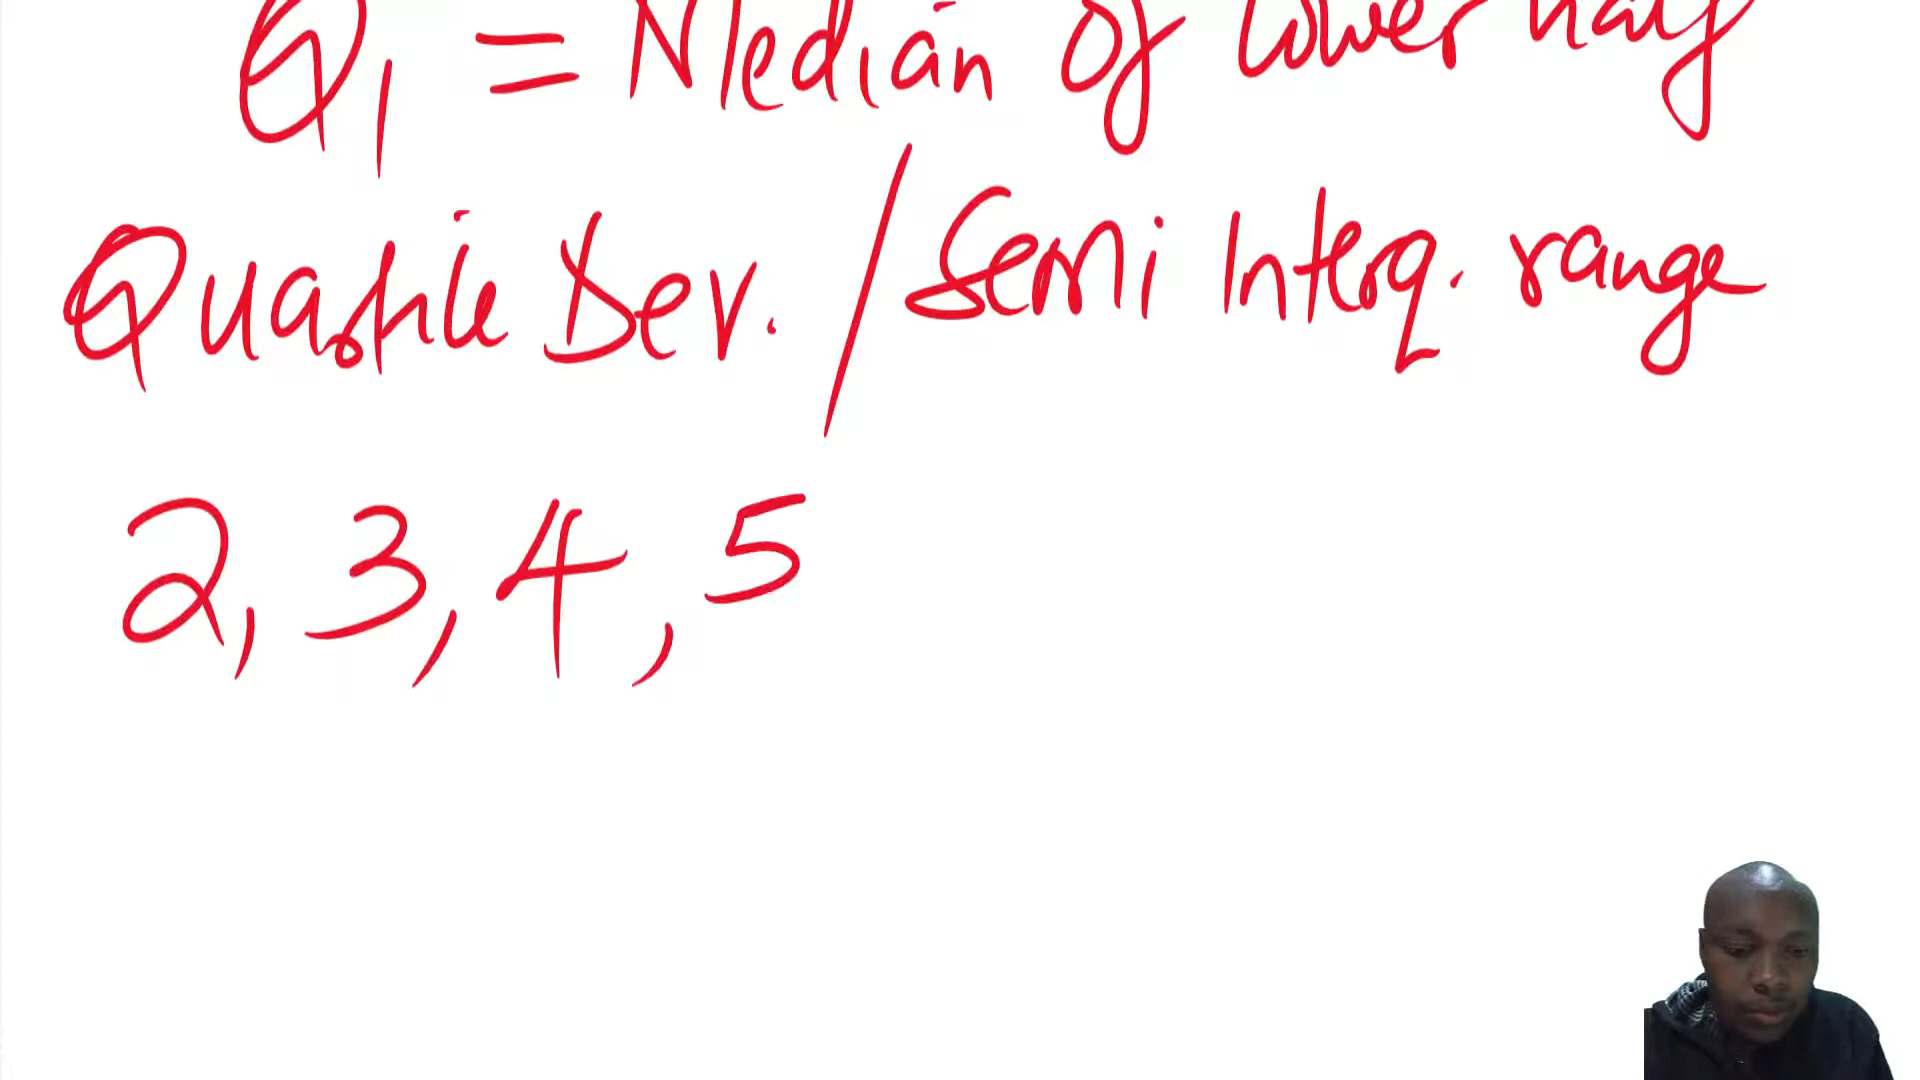 Q1 = Median of lower half
Quartile Dev. / Semi Interq. range
2, 3, 4, 5